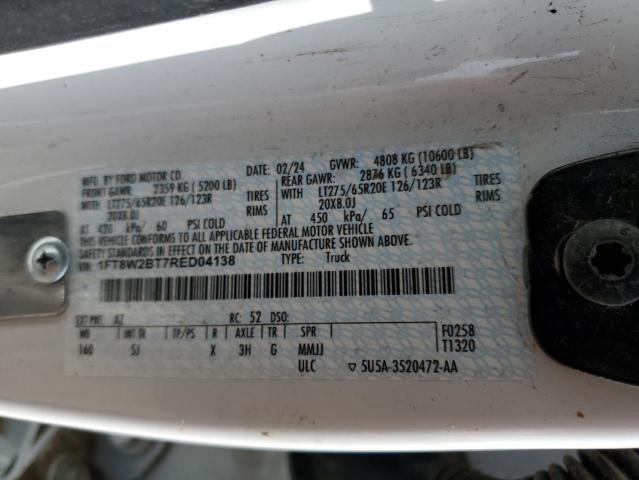 MFD. BY FORD MOTOR CO.
DATE: 02/24 GVWR: 4808 KG (10600 LB)
FRONT GAWR: 2359 KG (5200 LB) REAR GAWR: 2876 KG (6340 LB)
WITH LT275/65R20E 126/123R TIRES WITH LT275/65R20E 126/123R TIRES
20X8.0J RIMS 20X8.0J RIMS
AT 420 kPa/ 60 PSI COLD AT 450 kPa/ 65 PSI COLD
THIS VEHICLE CONFORMS TO ALL APPLICABLE FEDERAL MOTOR VEHICLE
SAFETY STANDARDS IN EFFECT ON THE DATE OF MANUFACTURE SHOWN ABOVE.
VIN: 1FT8W2BT7RED04138 TYPE: Truck
EXT PNT: AZ RC: 52 DSO:
WB INT TR TP/PS R AXLE TR SPR F0258
160 SJ X 3H G MMJJ T1320
ULC ▽ 5U5A-3520472-AA